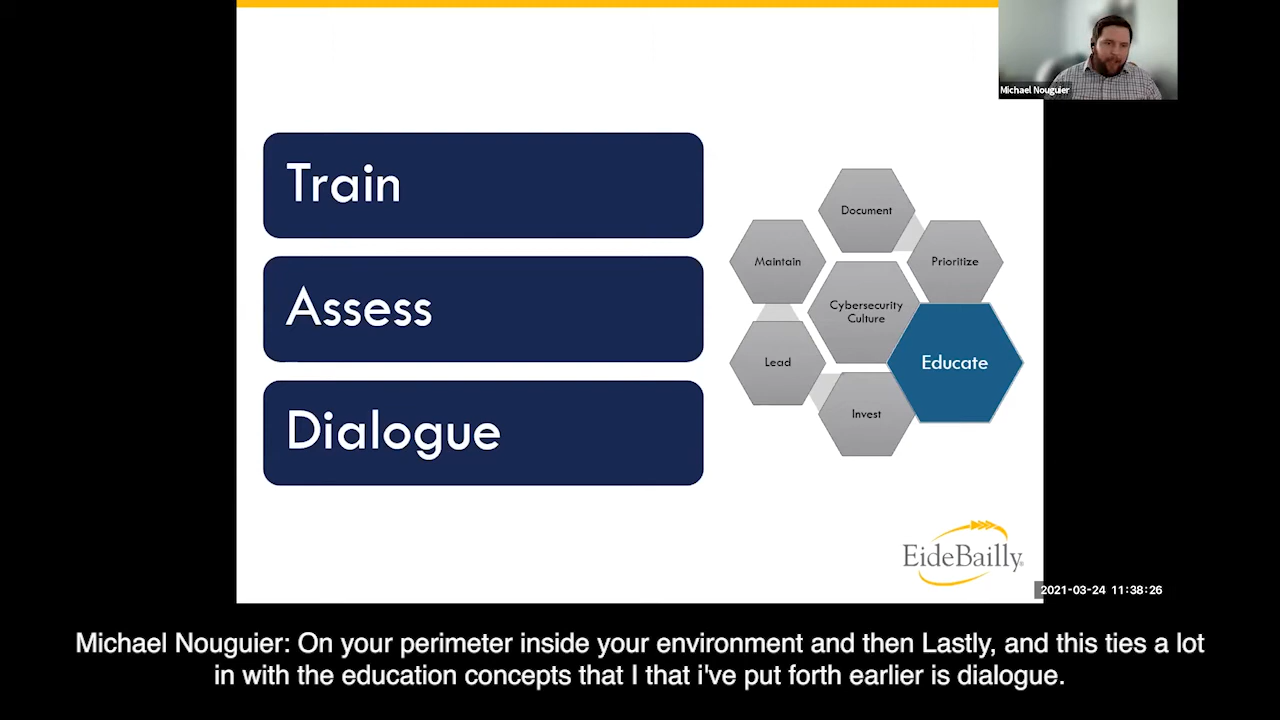 Michael Nouguier
Train
Assess
Dialogue
Document
Maintain
Prioritize
Cybersecurity
Culture
Lead
Educate
Invest
EideBailly®
2021-03-24 11:38:26
Michael Nouguier: On your perimeter inside your environment and then Lastly, and this ties a lot
in with the education concepts that I that i've put forth earlier is dialogue.